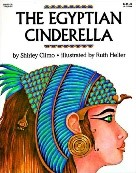 THE EGYPTIAN
CINDERELLA
by Shirley Climo • illustrated by Ruth Heller